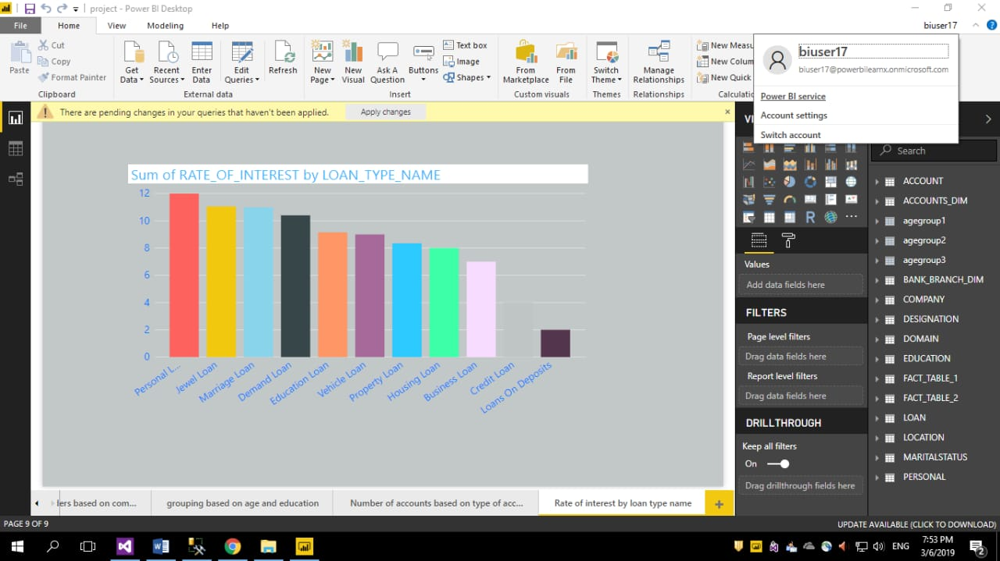 project - Power BI Desktop
File Home View Modeling Help biuser17
Paste Cut Copy Format Painter
Clipboard
Get Data Recent Sources Enter Data Edit Queries Refresh
External data
New Page New Visual Ask A Question Buttons Text box Image Shapes
Insert
From Marketplace From File
Custom visuals
Switch Theme
Themes
Manage Relationships
Relationships
New Measu
New Colum
New Quick
Calculatio
biuser17
biuser17@powerbilearnx.onmicrosoft.com
Power BI service
Account settings
Switch account
There are pending changes in your queries that haven't been applied. Apply changes
Sum of RATE_OF_INTEREST by LOAN_TYPE_NAME
12
10
8
6
4
2
0
Personal L... Jewel Loan Marriage Loan Demand Loan Education Loan Vehicle Loan Property Loan Housing Loan Business Loan Credit Loan Loans On Deposits
VI
R
Values
Add data fields here
FILTERS
Page level filters
Drag data fields here
Report level filters
Drag data fields here
DRILLTHROUGH
Keep all filters
On
Drag drillthrough fields here
Search
ACCOUNT
ACCOUNTS_DIM
agegroup1
agegroup2
agegroup3
BANK_BRANCH_DIM
COMPANY
DESIGNATION
DOMAIN
EDUCATION
FACT_TABLE_1
FACT_TABLE_2
LOAN
LOCATION
MARITALSTATUS
PERSONAL
lers based on com... grouping based on age and education Number of accounts based on type of acc... Rate of interest by loan type name
PAGE 9 OF 9 UPDATE AVAILABLE (CLICK TO DOWNLOAD)
ENG 7:53 PM
3/6/2019 2